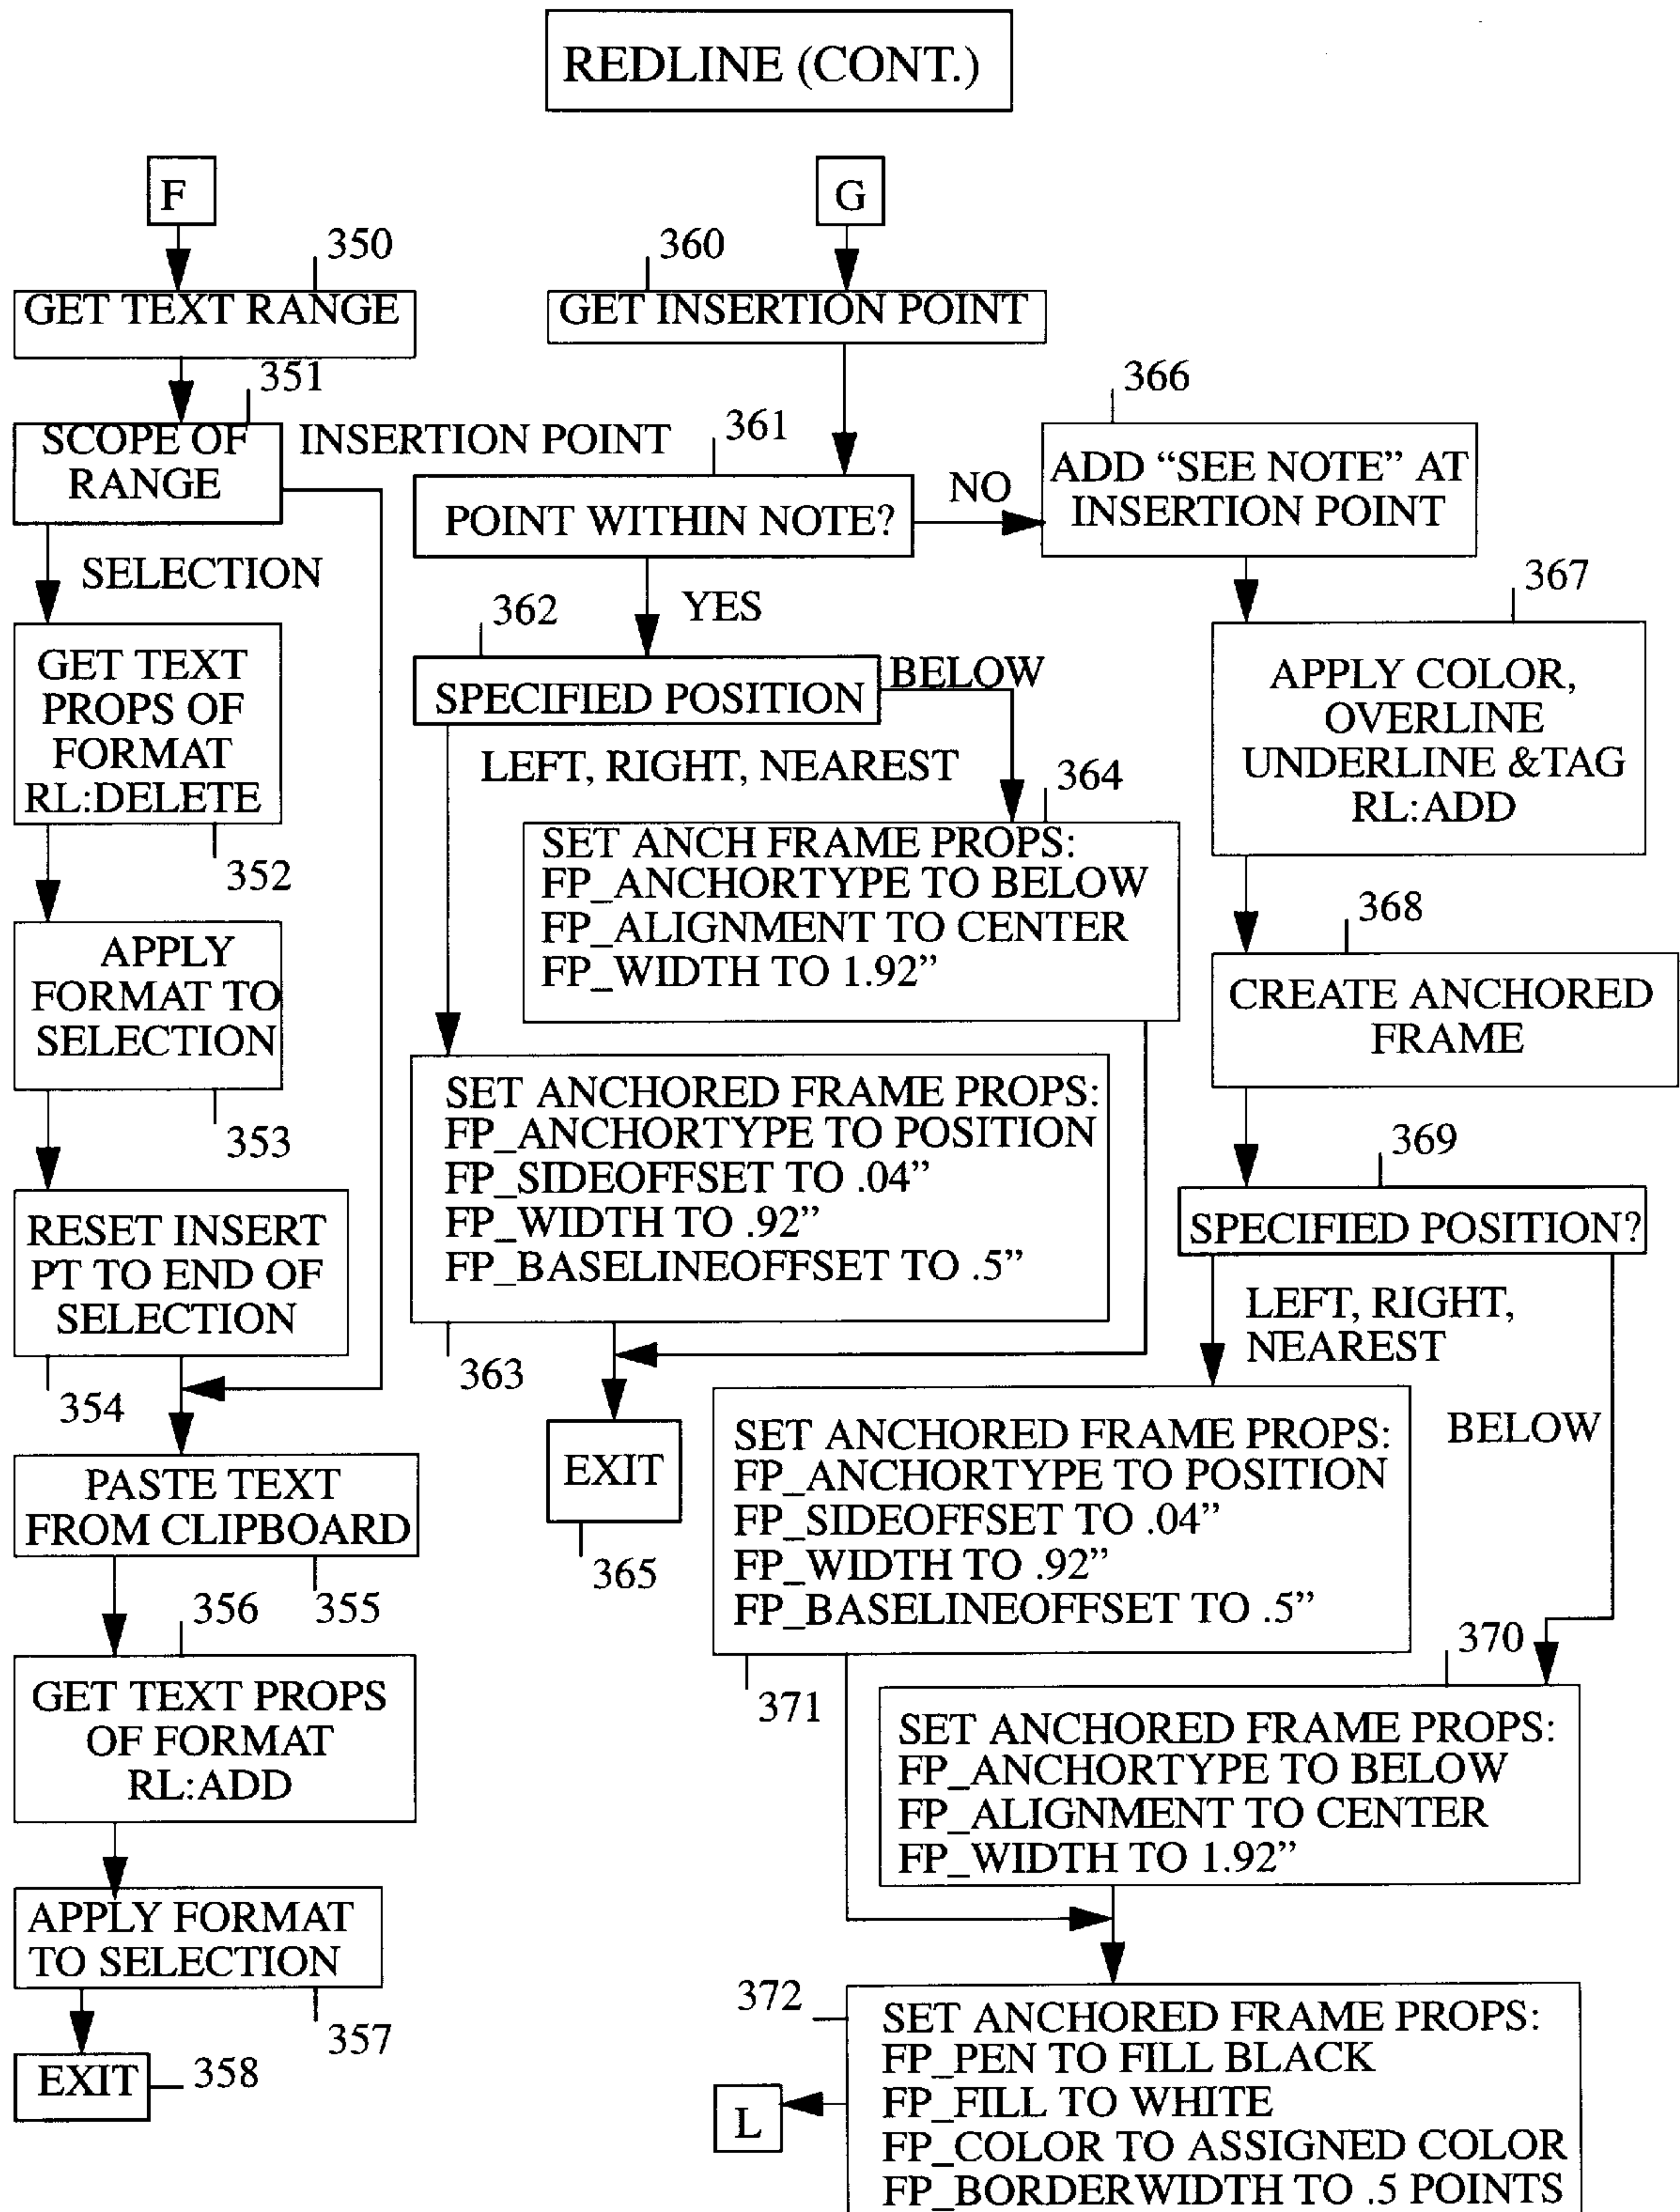 REDLINE (CONT.)
F
350
GET TEXT RANGE
351
SCOPE OF
RANGE
INSERTION POINT
SELECTION
GET TEXT
PROPS OF
FORMAT
RL:DELETE
352
APPLY
FORMAT TO
SELECTION
353
RESET INSERT
PT TO END OF
SELECTION
354
PASTE TEXT
FROM CLIPBOARD
356
355
GET TEXT PROPS
OF FORMAT
RL:ADD
APPLY FORMAT
TO SELECTION
357
EXIT
358
G
360
GET INSERTION POINT
361
POINT WITHIN NOTE?
NO
YES
362
SPECIFIED POSITION
BELOW
LEFT, RIGHT, NEAREST
364
SET ANCH FRAME PROPS:
FP_ANCHORTYPE TO BELOW
FP_ALIGNMENT TO CENTER
FP_WIDTH TO 1.92”
SET ANCHORED FRAME PROPS:
FP_ANCHORTYPE TO POSITION
FP_SIDEOFFSET TO .04”
FP_WIDTH TO .92”
FP_BASELINEOFFSET TO .5”
363
EXIT
365
366
ADD “SEE NOTE” AT
INSERTION POINT
367
APPLY COLOR,
OVERLINE
UNDERLINE &TAG
RL:ADD
368
CREATE ANCHORED
FRAME
369
SPECIFIED POSITION?
LEFT, RIGHT,
NEAREST
BELOW
SET ANCHORED FRAME PROPS:
FP_ANCHORTYPE TO POSITION
FP_SIDEOFFSET TO .04”
FP_WIDTH TO .92”
FP_BASELINEOFFSET TO .5”
371
370
SET ANCHORED FRAME PROPS:
FP_ANCHORTYPE TO BELOW
FP_ALIGNMENT TO CENTER
FP_WIDTH TO 1.92”
372
SET ANCHORED FRAME PROPS:
FP_PEN TO FILL BLACK
FP_FILL TO WHITE
FP_COLOR TO ASSIGNED COLOR
FP_BORDERWIDTH TO .5 POINTS
L